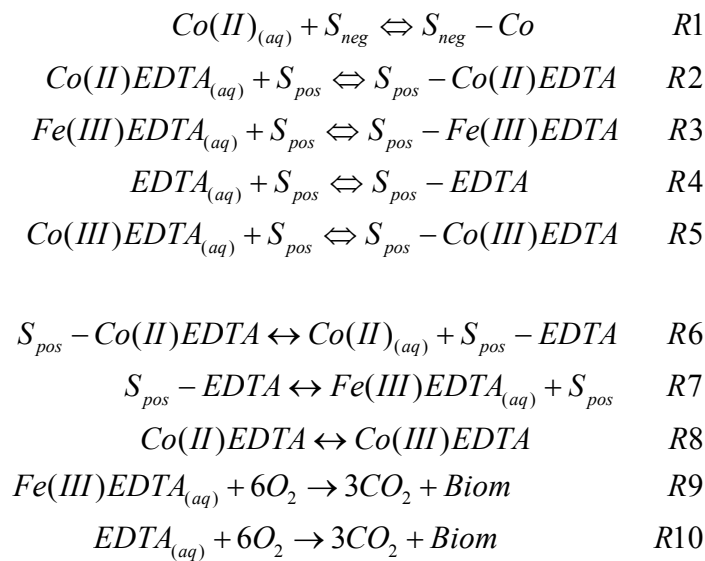 Co(II)(aq) + Sneg ⇔ Sneg − Co R1
Co(II)EDTA(aq) + Spos ⇔ Spos − Co(II)EDTA R2
Fe(III)EDTA(aq) + Spos ⇔ Spos − Fe(III)EDTA R3
EDTA(aq) + Spos ⇔ Spos − EDTA R4
Co(III)EDTA(aq) + Spos ⇔ Spos − Co(III)EDTA R5
Spos − Co(II)EDTA ↔ Co(II)(aq) + Spos − EDTA R6
Spos − EDTA ↔ Fe(III)EDTA(aq) + Spos R7
Co(II)EDTA ↔ Co(III)EDTA R8
Fe(III)EDTA(aq) + 6O2 → 3CO2 + Biom R9
EDTA(aq) + 6O2 → 3CO2 + Biom R10